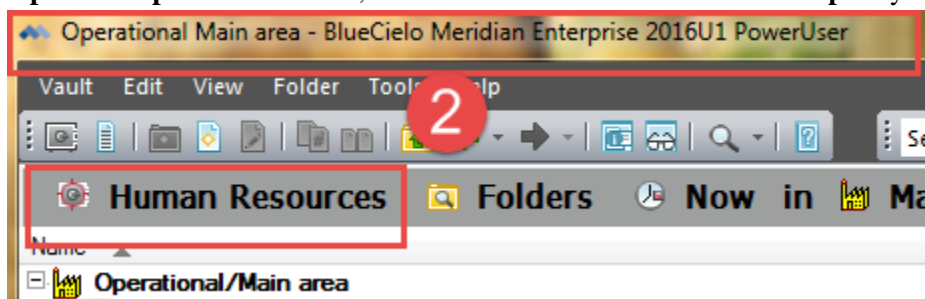 Operational Main area - BlueCielo Meridian Enterprise 2016U1 PowerUser
Vault Edit View Folder
2
Human Resources Folders Now in
Name
Operational/Main area